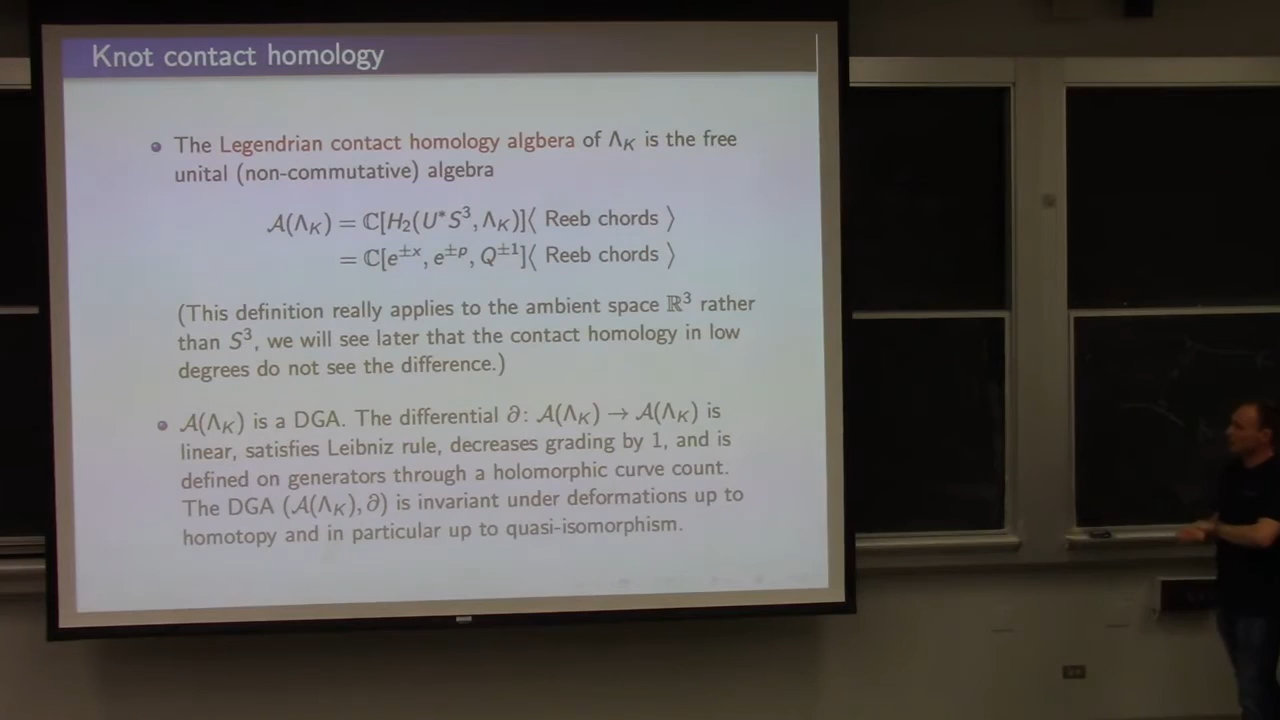 Knot contact homology
The Legendrian contact homology algbera of Λ_K is the free
unital (non-commutative) algebra
𝒜(Λ_K) = ℂ[H₂(U*S³, Λ_K)]⟨ Reeb chords ⟩
= ℂ[e^{±x}, e^{±p}, Q^{±1}]⟨ Reeb chords ⟩
(This definition really applies to the ambient space ℝ³ rather
than S³, we will see later that the contact homology in low
degrees do not see the difference.)
𝒜(Λ_K) is a DGA. The differential ∂: 𝒜(Λ_K) → 𝒜(Λ_K) is
linear, satisfies Leibniz rule, decreases grading by 1, and is
defined on generators through a holomorphic curve count.
The DGA (𝒜(Λ_K), ∂) is invariant under deformations up to
homotopy and in particular up to quasi-isomorphism.